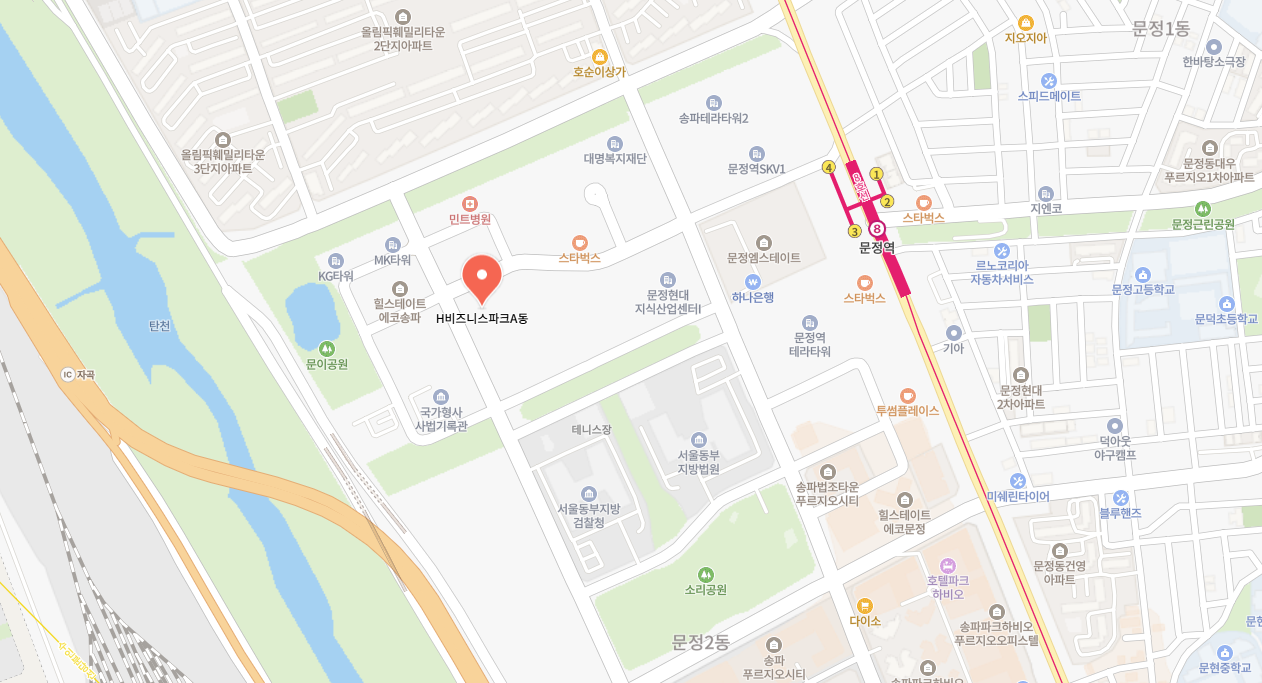 올림픽훼밀리타운
2단지아파트
지오지아
문정1동
한바탕소극장
호순이상가
스피드메이트
송파테라타워2
올림픽훼밀리타운
3단지아파트
대명복지재단
문정역SKV1
문정동대우
푸르지오1차아파트
4
1
2
3
8호선
8
문정역
스타벅스
지엔코
문정근린공원
민트병원
MK타워
KG타워
스타벅스
문정엠스테이트
르노코리아
자동차서비스
문정고등학교
힐스테이트
에코송파
H비즈니스파크A동
문정현대
지식산업센터I
하나은행
스타벅스
문덕초등학교
탄천
문이공원
문정역
테라타워
기아
IC 자곡
국가형사
사법기록관
문정현대
2차아파트
투썸플레이스
테니스장
서울동부
지방법원
덕아웃
야구캠프
송파법조타운
푸르지오시티
미쉐린타이어
블루핸즈
서울동부지방
검찰청
힐스테이트
에코문정
소리공원
호텔파크
하비오
문정동건영
아파트
다이소
송파파크하비오
푸르지오오피스텔
문정2동
송파
푸르지오시티
송파파크하비오
문현중학교